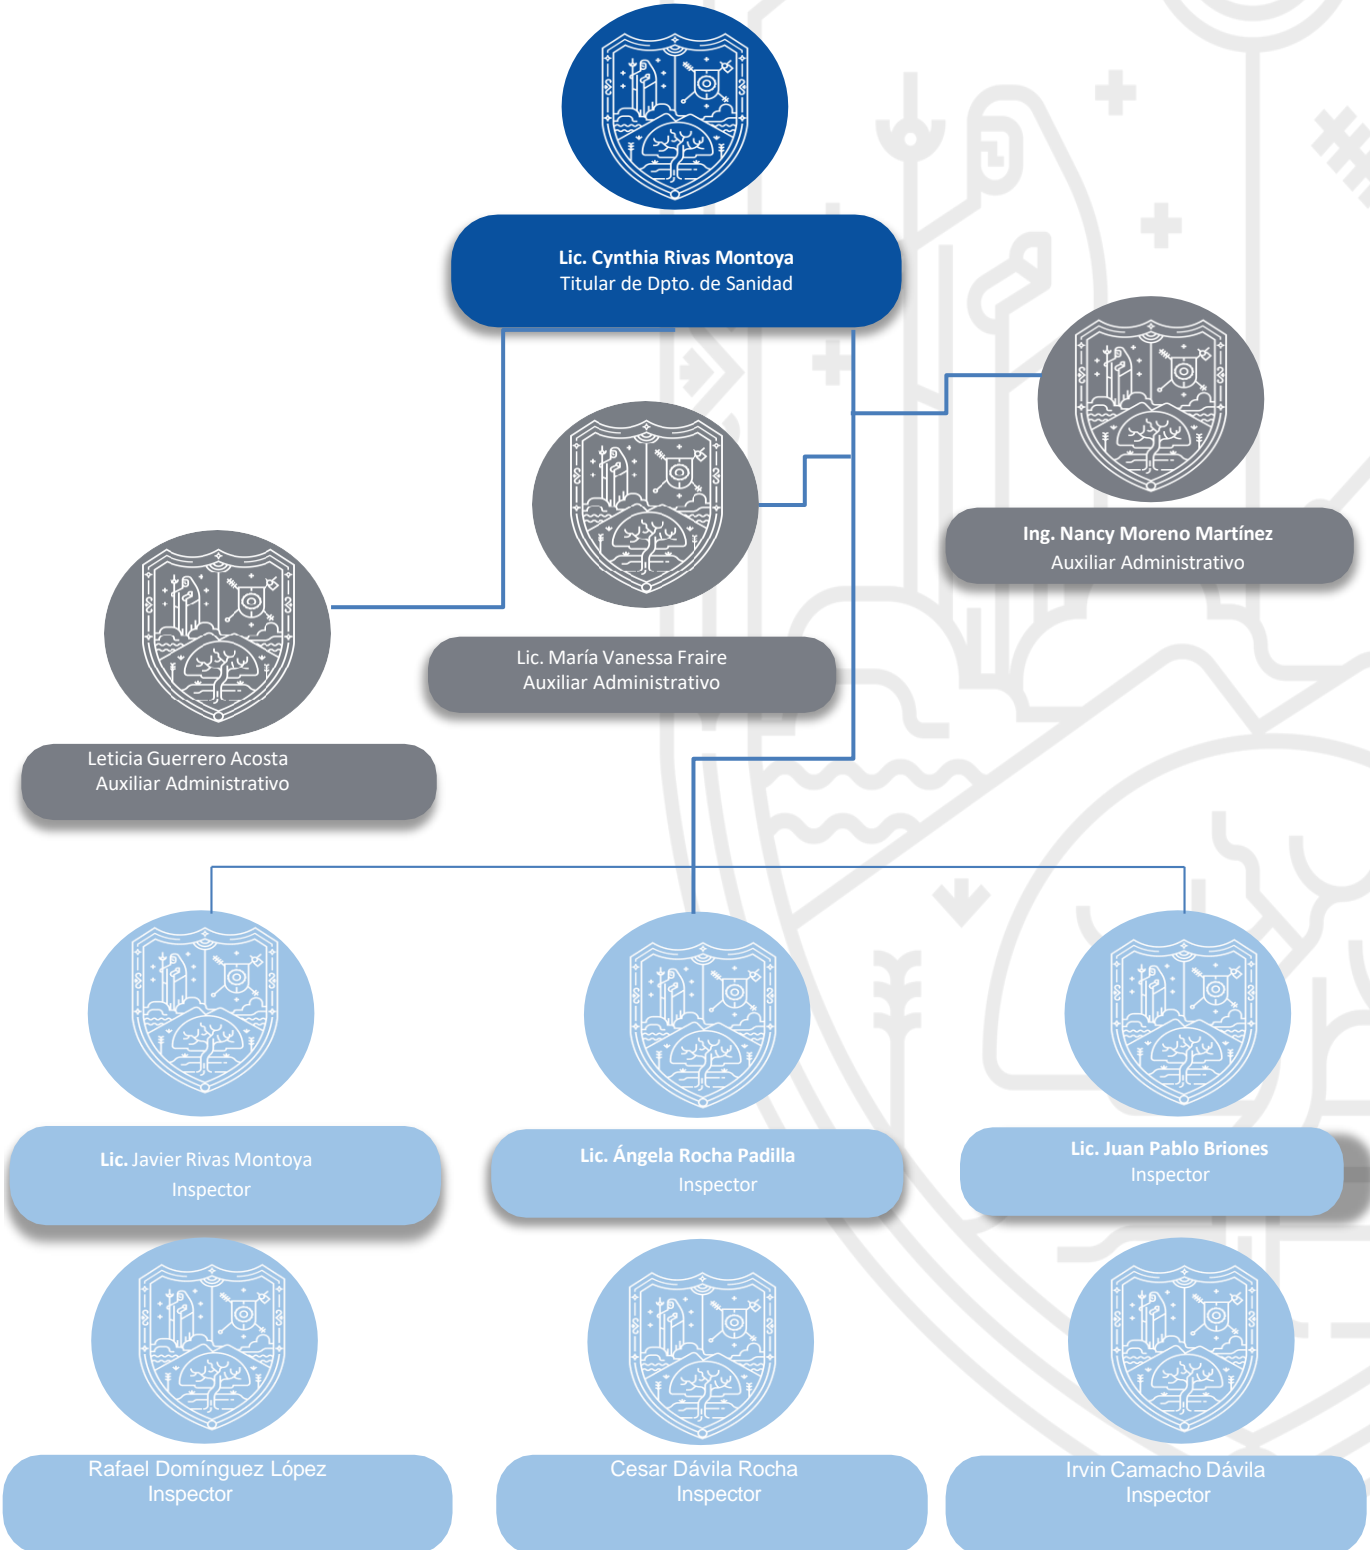 Lic. Cynthia Rivas Montoya
Titular de Dpto. de Sanidad
Ing. Nancy Moreno Martínez
Auxiliar Administrativo
Lic. María Vanessa Fraire
Auxiliar Administrativo
Leticia Guerrero Acosta
Auxiliar Administrativo
Lic. Javier Rivas Montoya
Inspector
Lic. Ángela Rocha Padilla
Inspector
Lic. Juan Pablo Briones
Inspector
Rafael Domínguez López
Inspector
Cesar Dávila Rocha
Inspector
Irvin Camacho Dávila
Inspector